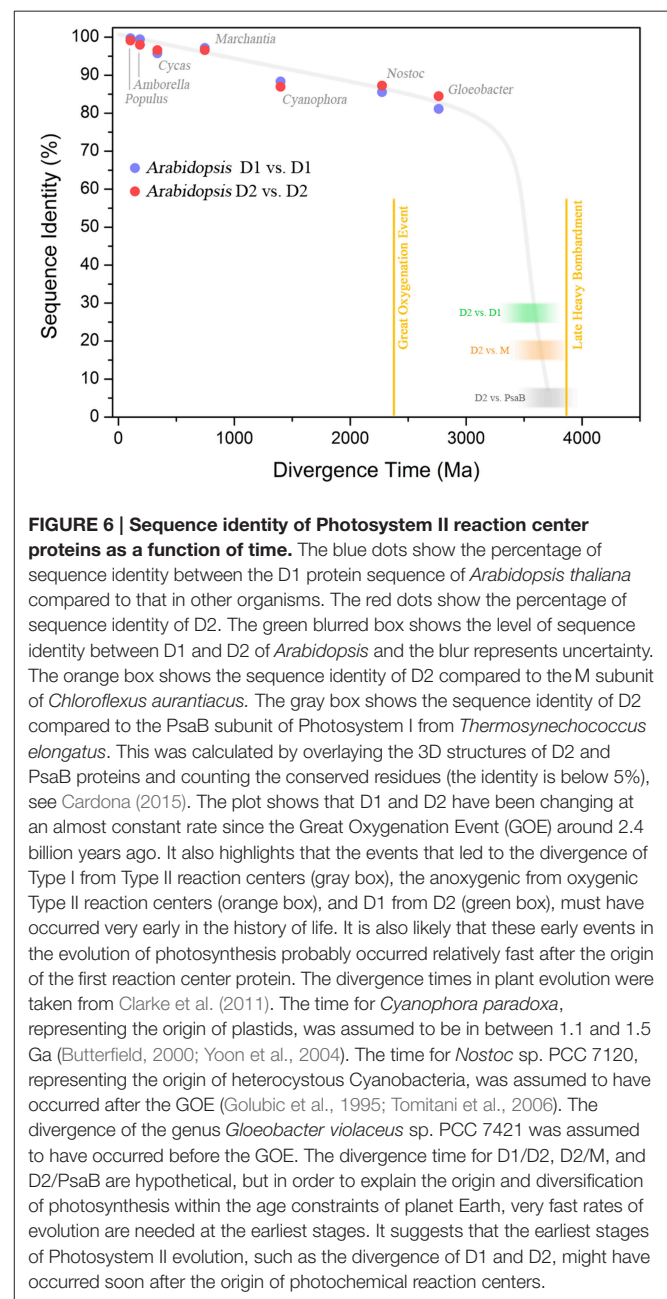 100
90
80
70
60
50
40
30
20
10
0
Sequence Identity (%)
Marchantia
Cycas
Amborella
Populus
Cyanophora
Nostoc
Gloeobacter
Arabidopsis D1 vs. D1
Arabidopsis D2 vs. D2
Great Oxygenation Event
Late Heavy Bombardment
D2 vs. D1
D2 vs. M
D2 vs. PsaB
0 1000 2000 3000 4000
Divergence Time (Ma)
FIGURE 6 | Sequence identity of Photosystem II reaction center
proteins as a function of time. The blue dots show the percentage of
sequence identity between the D1 protein sequence of Arabidopsis thaliana
compared to that in other organisms. The red dots show the percentage of
sequence identity of D2. The green blurred box shows the level of sequence
identity between D1 and D2 of Arabidopsis and the blur represents uncertainty.
The orange box shows the sequence identity of D2 compared to the M subunit
of Chloroflexus aurantiacus. The gray box shows the sequence identity of D2
compared to the PsaB subunit of Photosystem I from Thermosynechococcus
elongatus. This was calculated by overlaying the 3D structures of D2 and
PsaB proteins and counting the conserved residues (the identity is below 5%),
see Cardona (2015). The plot shows that D1 and D2 have been changing at
an almost constant rate since the Great Oxygenation Event (GOE) around 2.4
billion years ago. It also highlights that the events that led to the divergence of
Type I from Type II reaction centers (gray box), the anoxygenic from oxygenic
Type II reaction centers (orange box), and D1 from D2 (green box), must have
occurred very early in the history of life. It is also likely that these early events in
the evolution of photosynthesis probably occurred relatively fast after the origin
of the first reaction center protein. The divergence times in plant evolution were
taken from Clarke et al. (2011). The time for Cyanophora paradoxa,
representing the origin of plastids, was assumed to be in between 1.1 and 1.5
Ga (Butterfield, 2000; Yoon et al., 2004). The time for Nostoc sp. PCC 7120,
representing the origin of heterocystous Cyanobacteria, was assumed to have
occurred after the GOE (Golubic et al., 1995; Tomitani et al., 2006). The
divergence of the genus Gloeobacter violaceus sp. PCC 7421 was assumed
to have occurred before the GOE. The divergence time for D1/D2, D2/M, and
D2/PsaB are hypothetical, but in order to explain the origin and diversification
of photosynthesis within the age constraints of planet Earth, very fast rates of
evolution are needed at the earliest stages. It suggests that the earliest stages
of Photosystem II evolution, such as the divergence of D1 and D2, might have
occurred soon after the origin of photochemical reaction centers.